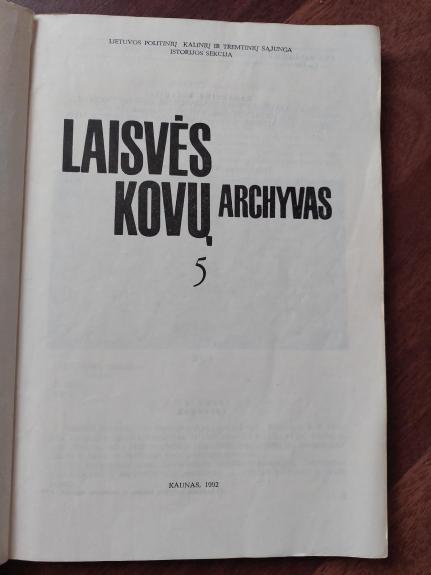 LIETUVOS POLITINIŲ KALINIŲ IR TREMTINIŲ SĄJUNGA
ISTORIJOS SEKCIJA
LAISVĖS
KOVŲ ARCHYVAS
5
KAUNAS, 1992